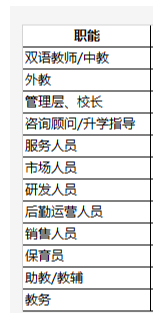 职能
双语教师/中教
外教
管理层、校长
咨询顾问/升学指导
服务人员
市场人员
研发人员
后勤运营人员
销售人员
保育员
助教/教辅
教务